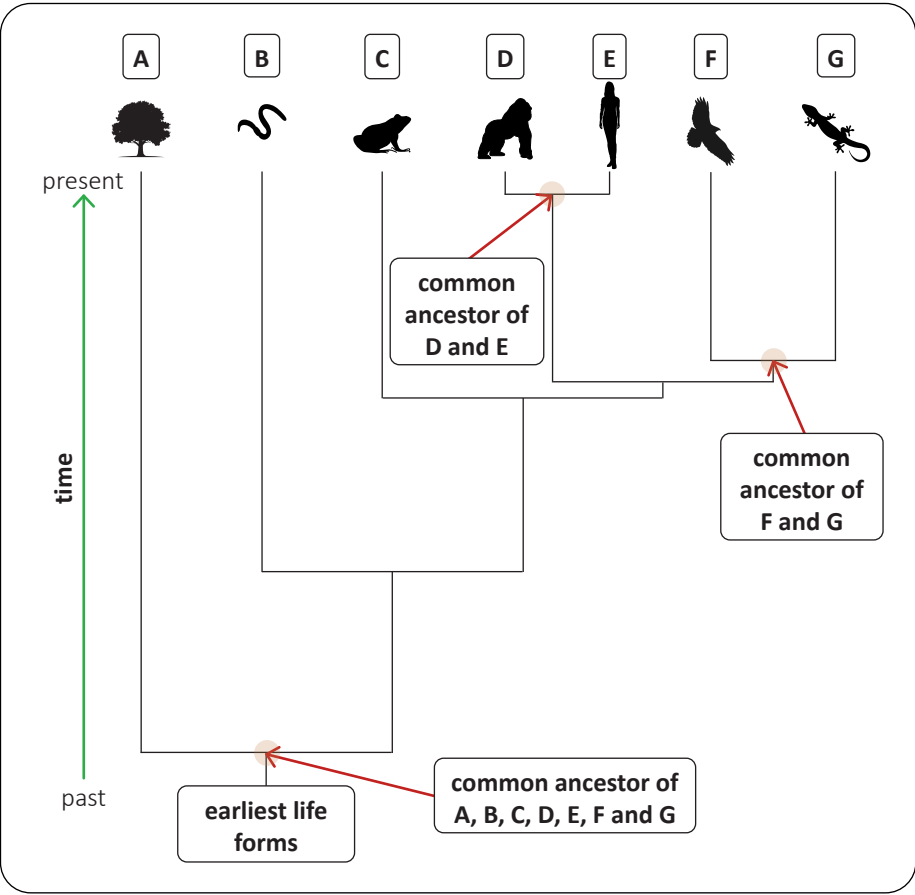 A
B
C
D
E
F
G
present
common
ancestor of
D and E
common
ancestor of
F and G
time
common ancestor of
A, B, C, D, E, F and G
past
earliest life
forms